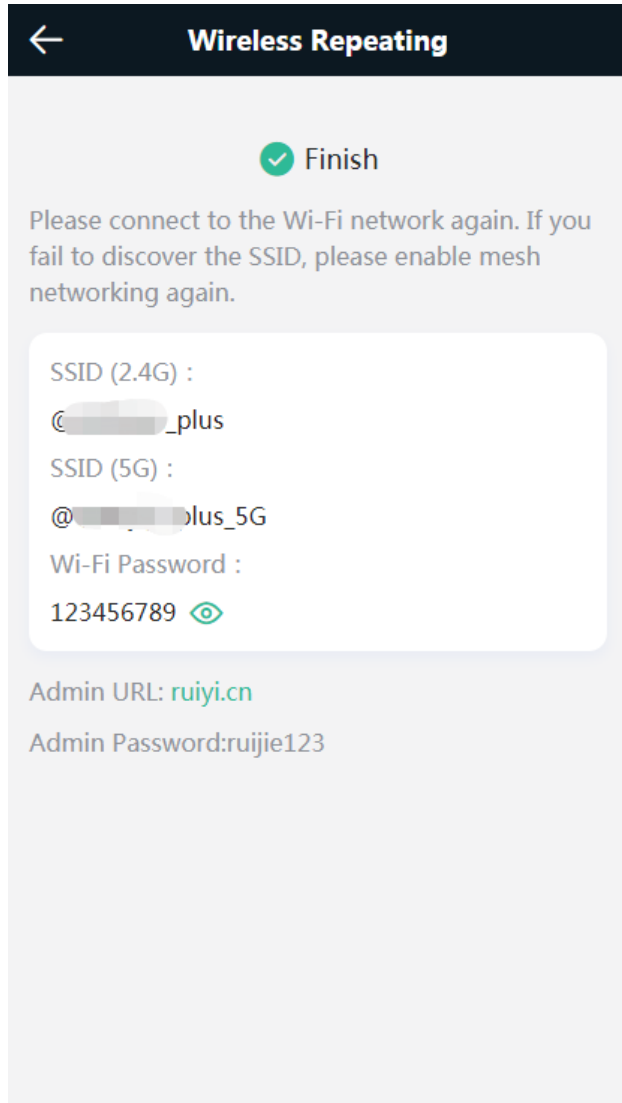 Wireless Repeating
Finish
Please connect to the Wi-Fi network again. If you
fail to discover the SSID, please enable mesh
networking again.
SSID (2.4G) :
@ _plus
SSID (5G) :
@ plus_5G
Wi-Fi Password :
123456789
Admin URL: ruiyi.cn
Admin Password:ruijie123